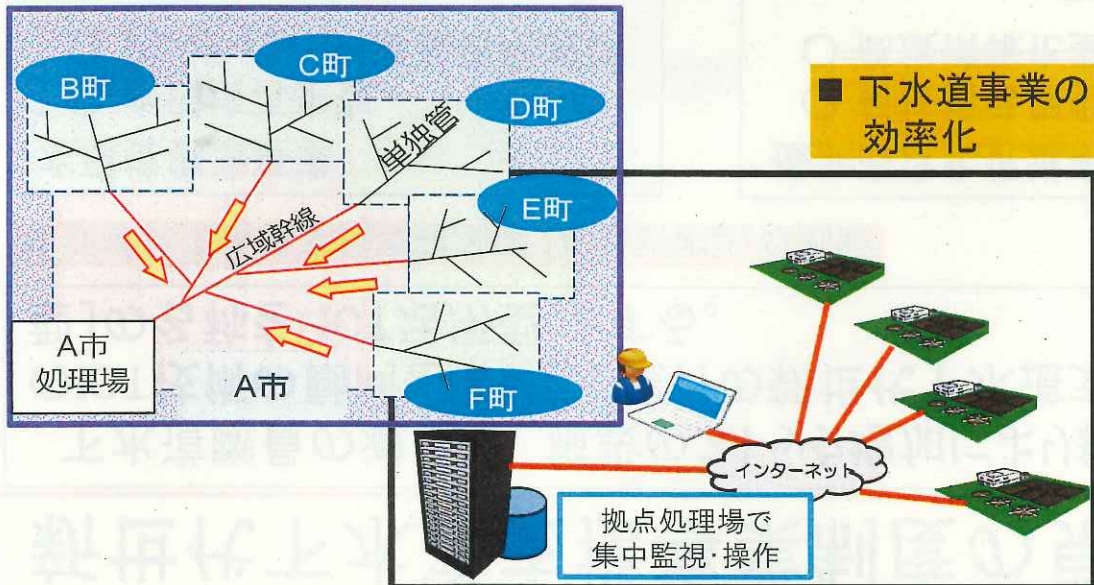 ■ 下水道事業の
効率化
B町
C町
D町
単独管
E町
広域幹線
A市
処理場
A市
F町
インターネット
拠点処理場で
集中監視・操作